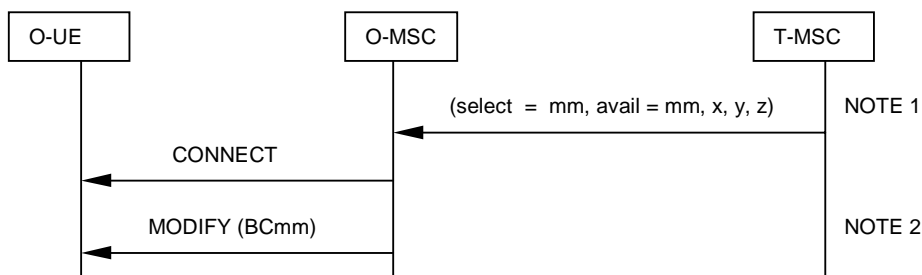 O-UE
O-MSC
T-MSC
(select = mm, avail = mm, x, y, z)
NOTE 1
CONNECT
MODIFY (BCmm)
NOTE 2